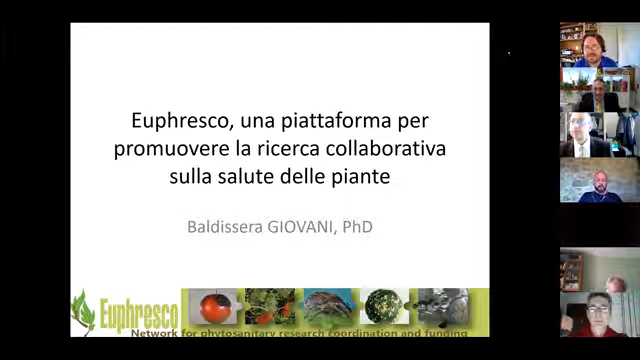 Euphresco, una piattaforma per
promuovere la ricerca collaborativa
sulla salute delle piante
Baldissera GIOVANI, PhD
Euphresco
Network for phytosanitary research coordination and funding